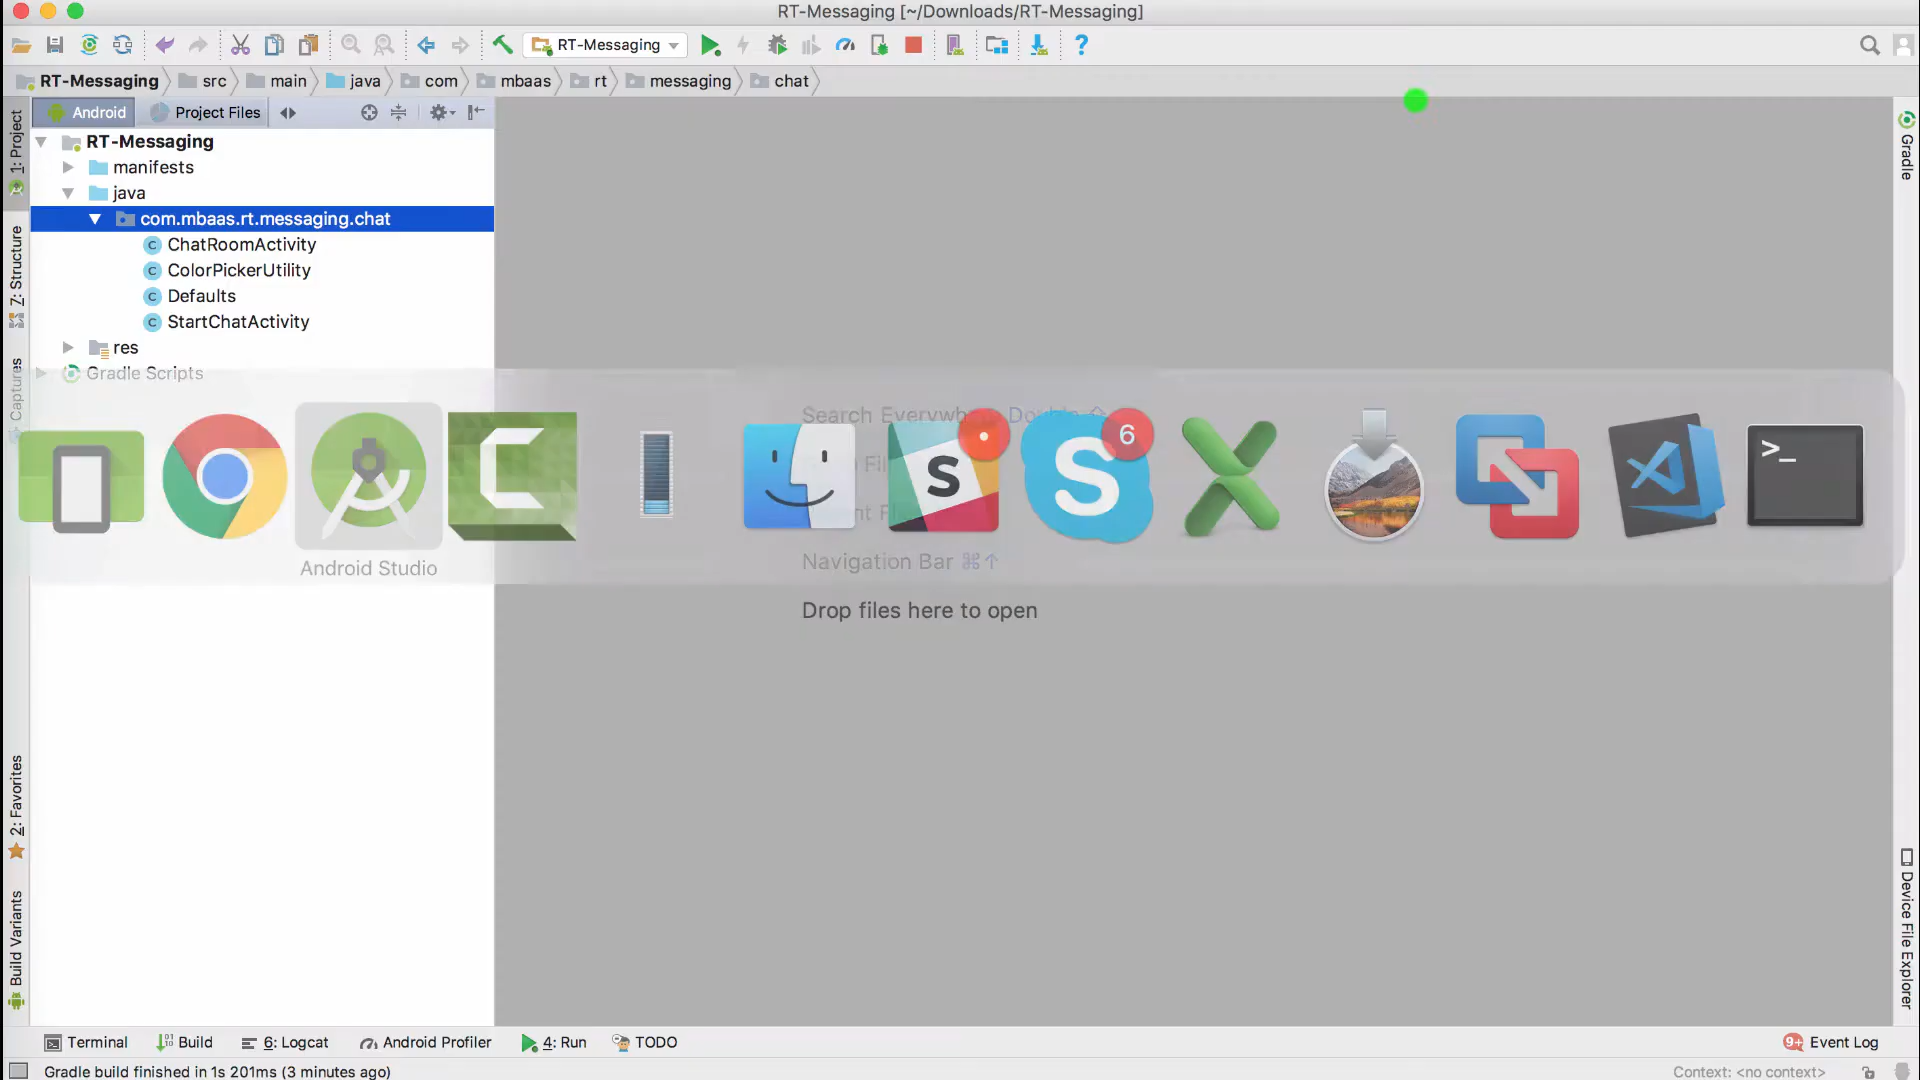 RT-Messaging [~/Downloads/RT-Messaging]
RT-Messaging
RT-Messaging src main java com mbaas rt messaging chat
Android Project Files
1: Project
7: Structure
Captures
2: Favorites
Build Variants
RT-Messaging
manifests
java
com.mbaas.rt.messaging.chat
ChatRoomActivity
ColorPickerUtility
Defaults
StartChatActivity
res
Gradle Scripts
Search Everywhere Double
6
S
S
>_
Android Studio
Navigation Bar ⌘↑
Drop files here to open
Gradle
Device File Explorer
Terminal Build 6: Logcat Android Profiler 4: Run TODO
9+ Event Log
Gradle build finished in 1s 201ms (3 minutes ago)
Context: <no context>